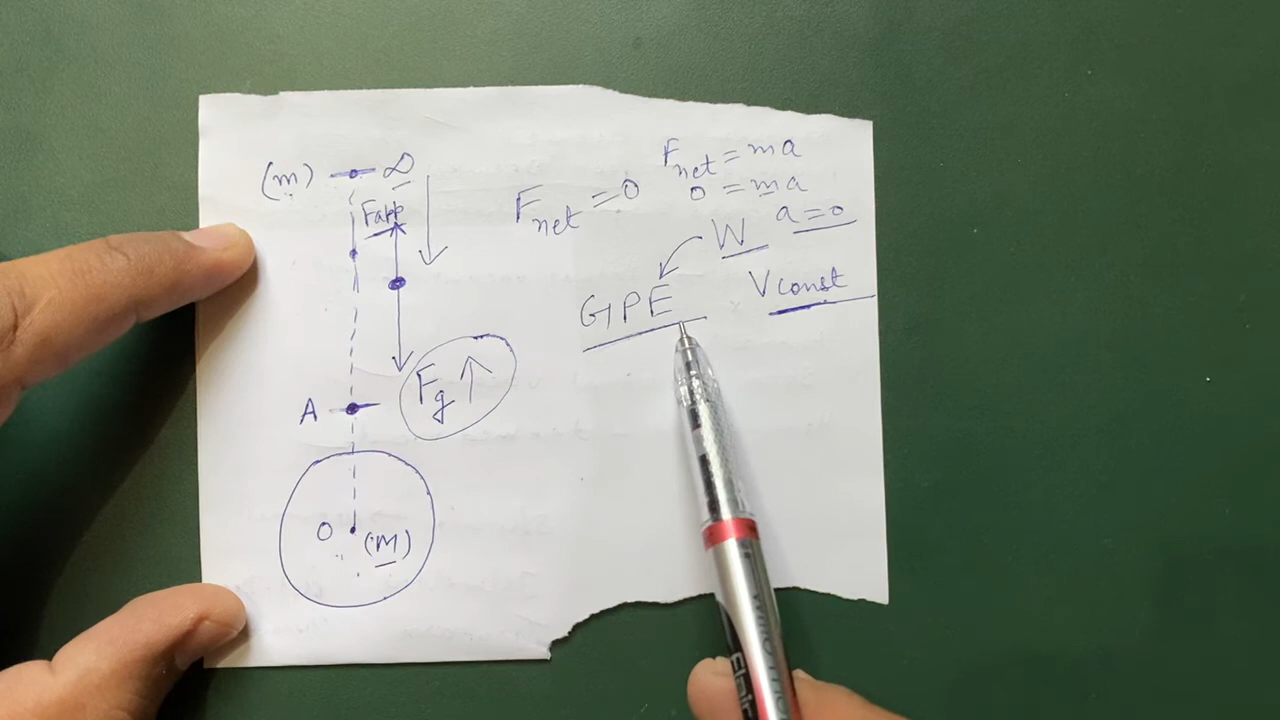 (m) ∞
Fapp
A
Fg ↑
O (M)
Fnet = 0
Fnet = ma
0 = ma
a = 0
W
V const
GPE